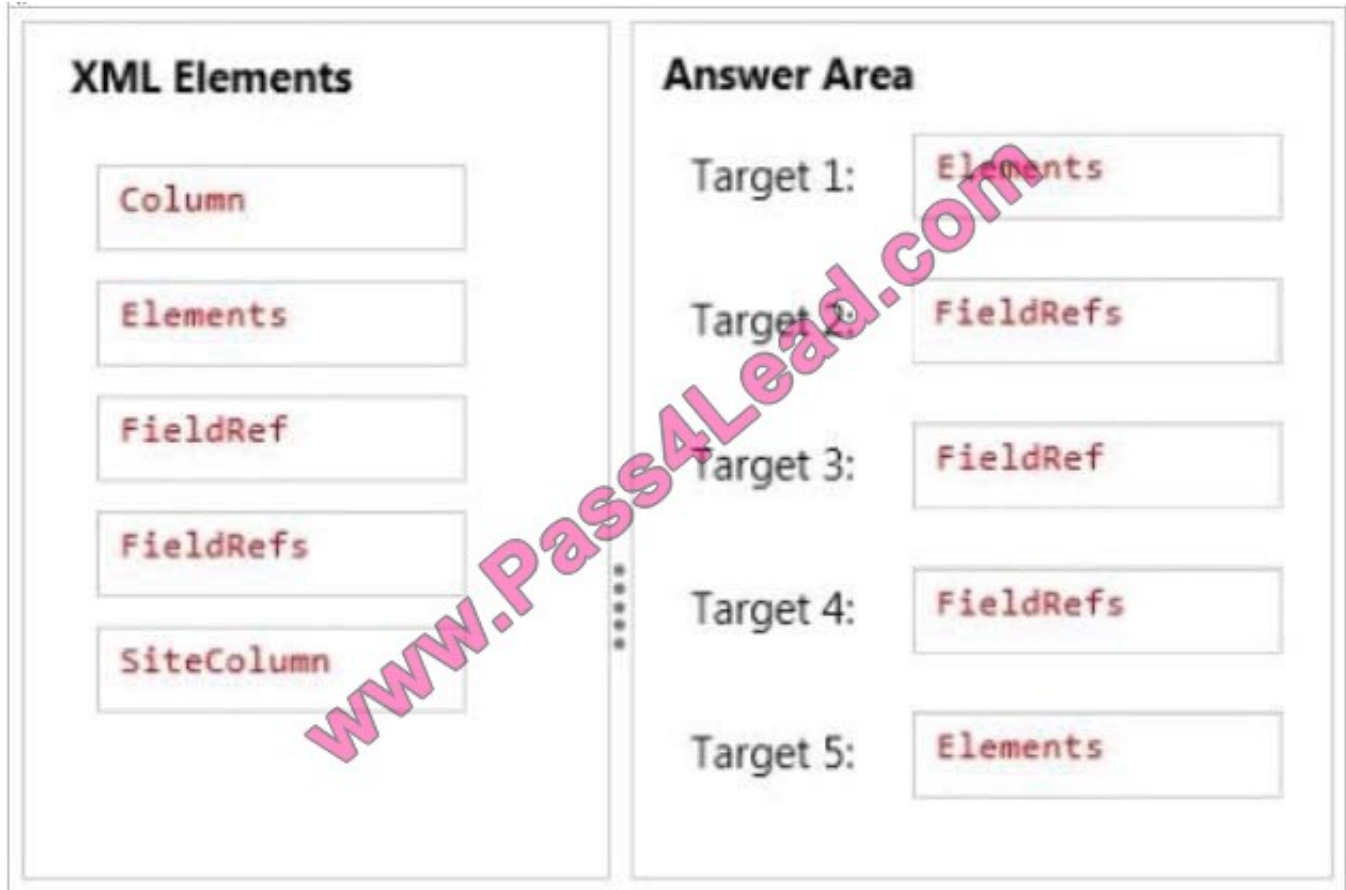 XML Elements
Column
Elements
FieldRef
FieldRefs
SiteColumn
Answer Area
Target 1: Elements
Target 2: FieldRefs
Target 3: FieldRef
Target 4: FieldRefs
Target 5: Elements
www.Pass4Lead.com